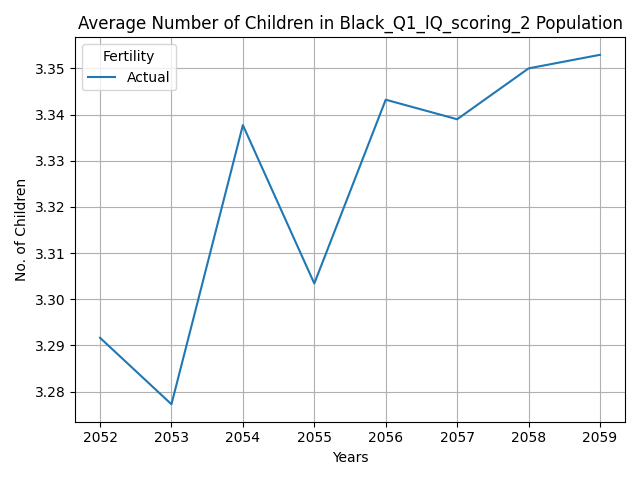 Average Number of Children in Black_Q1_IQ_scoring_2 Population
Fertility
Actual
3.35
3.34
3.33
3.32
3.31
3.30
3.29
3.28
No. of Children
2052 2053 2054 2055 2056 2057 2058 2059
Years